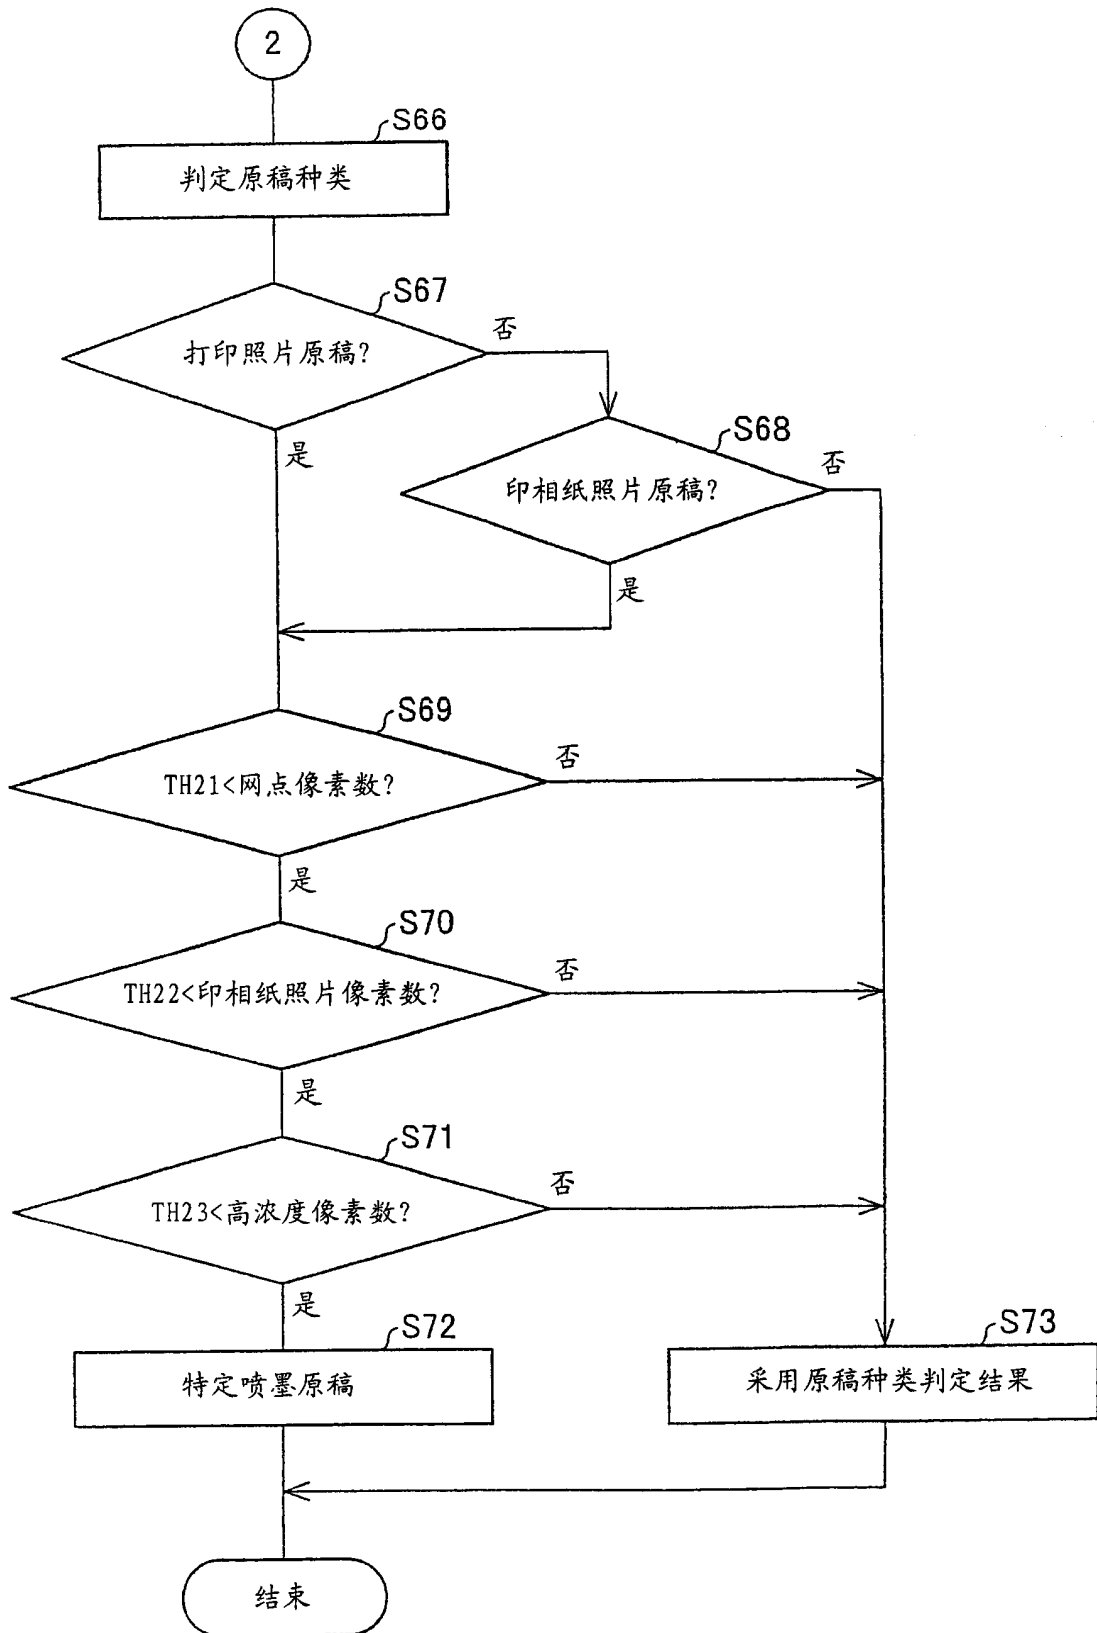 2
S66
判定原稿种类
S67
打印照片原稿?
否
是
S68
印相纸照片原稿?
否
是
S69
TH21<网点像素数?
否
是
S70
TH22<印相纸照片像素数?
否
是
S71
TH23<高浓度像素数?
否
是
S72
特定喷墨原稿
S73
采用原稿种类判定结果
结束